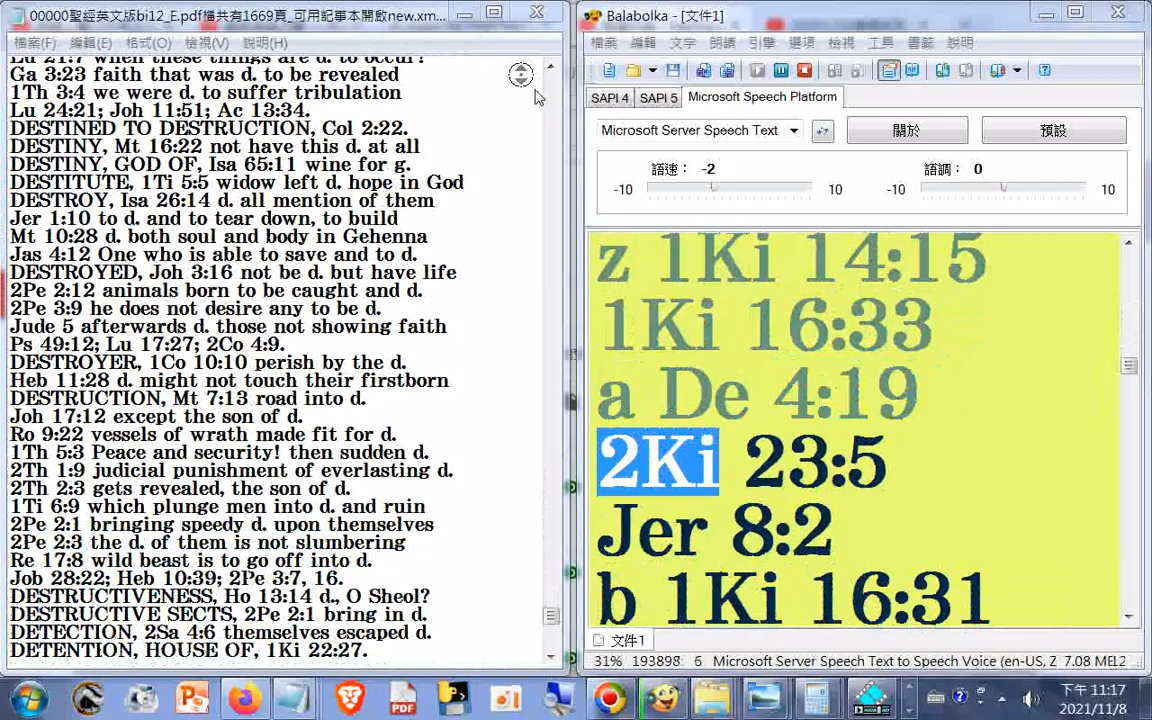 00000聖經英文版bi12_E.pdf檔共有1669頁_可用記事本開啟new.xm...
檔案(F) 編輯(E) 格式(O) 檢視(V) 說明(H)
Lu 21:7 when these things are d. to occur?
Ga 3:23 faith that was d. to be revealed
1Th 3:4 we were d. to suffer tribulation
Lu 24:21; Joh 11:51; Ac 13:34.
DESTINED TO DESTRUCTION, Col 2:22.
DESTINY, Mt 16:22 not have this d. at all
DESTINY, GOD OF, Isa 65:11 wine for g.
DESTITUTE, 1Ti 5:5 widow left d. hope in God
DESTROY, Isa 26:14 d. all mention of them
Jer 1:10 to d. and to tear down, to build
Mt 10:28 d. both soul and body in Gehenna
Jas 4:12 One who is able to save and to d.
DESTROYED, Joh 3:16 not be d. but have life
2Pe 2:12 animals born to be caught and d.
2Pe 3:9 he does not desire any to be d.
Jude 5 afterwards d. those not showing faith
Ps 49:12; Lu 17:27; 2Co 4:9.
DESTROYER, 1Co 10:10 perish by the d.
Heb 11:28 d. might not touch their firstborn
DESTRUCTION, Mt 7:13 road into d.
Joh 17:12 except the son of d.
Ro 9:22 vessels of wrath made fit for d.
1Th 5:3 Peace and security! then sudden d.
2Th 1:9 judicial punishment of everlasting d.
2Th 2:3 gets revealed, the son of d.
1Ti 6:9 which plunge men into d. and ruin
2Pe 2:1 bringing speedy d. upon themselves
2Pe 2:3 the d. of them is not slumbering
Re 17:8 wild beast is to go off into d.
Job 28:22; Heb 10:39; 2Pe 3:7, 16.
DESTRUCTIVENESS, Ho 13:14 d., O Sheol?
DESTRUCTIVE SECTS, 2Pe 2:1 bring in d.
DETECTION, 2Sa 4:6 themselves escaped d.
DETENTION, HOUSE OF, 1Ki 22:27.
Balabolka - [文件1]
檔案 編輯 文字 朗讀 引擎 選項 檢視 工具 書籤 說明
SAPI 4 SAPI 5 Microsoft Speech Platform
Microsoft Server Speech Text 關於 預設
語速： -2 語調： 0
-10 10 -10 10
z 1Ki 14:15
1Ki 16:33
a De 4:19
2Ki 23:5
Jer 8:2
b 1Ki 16:31
文件1
31% 193898: 6 Microsoft Server Speech Text to Speech Voice (en-US, Z 7.08 ME12
PDF
下午 11:17
2021/11/8